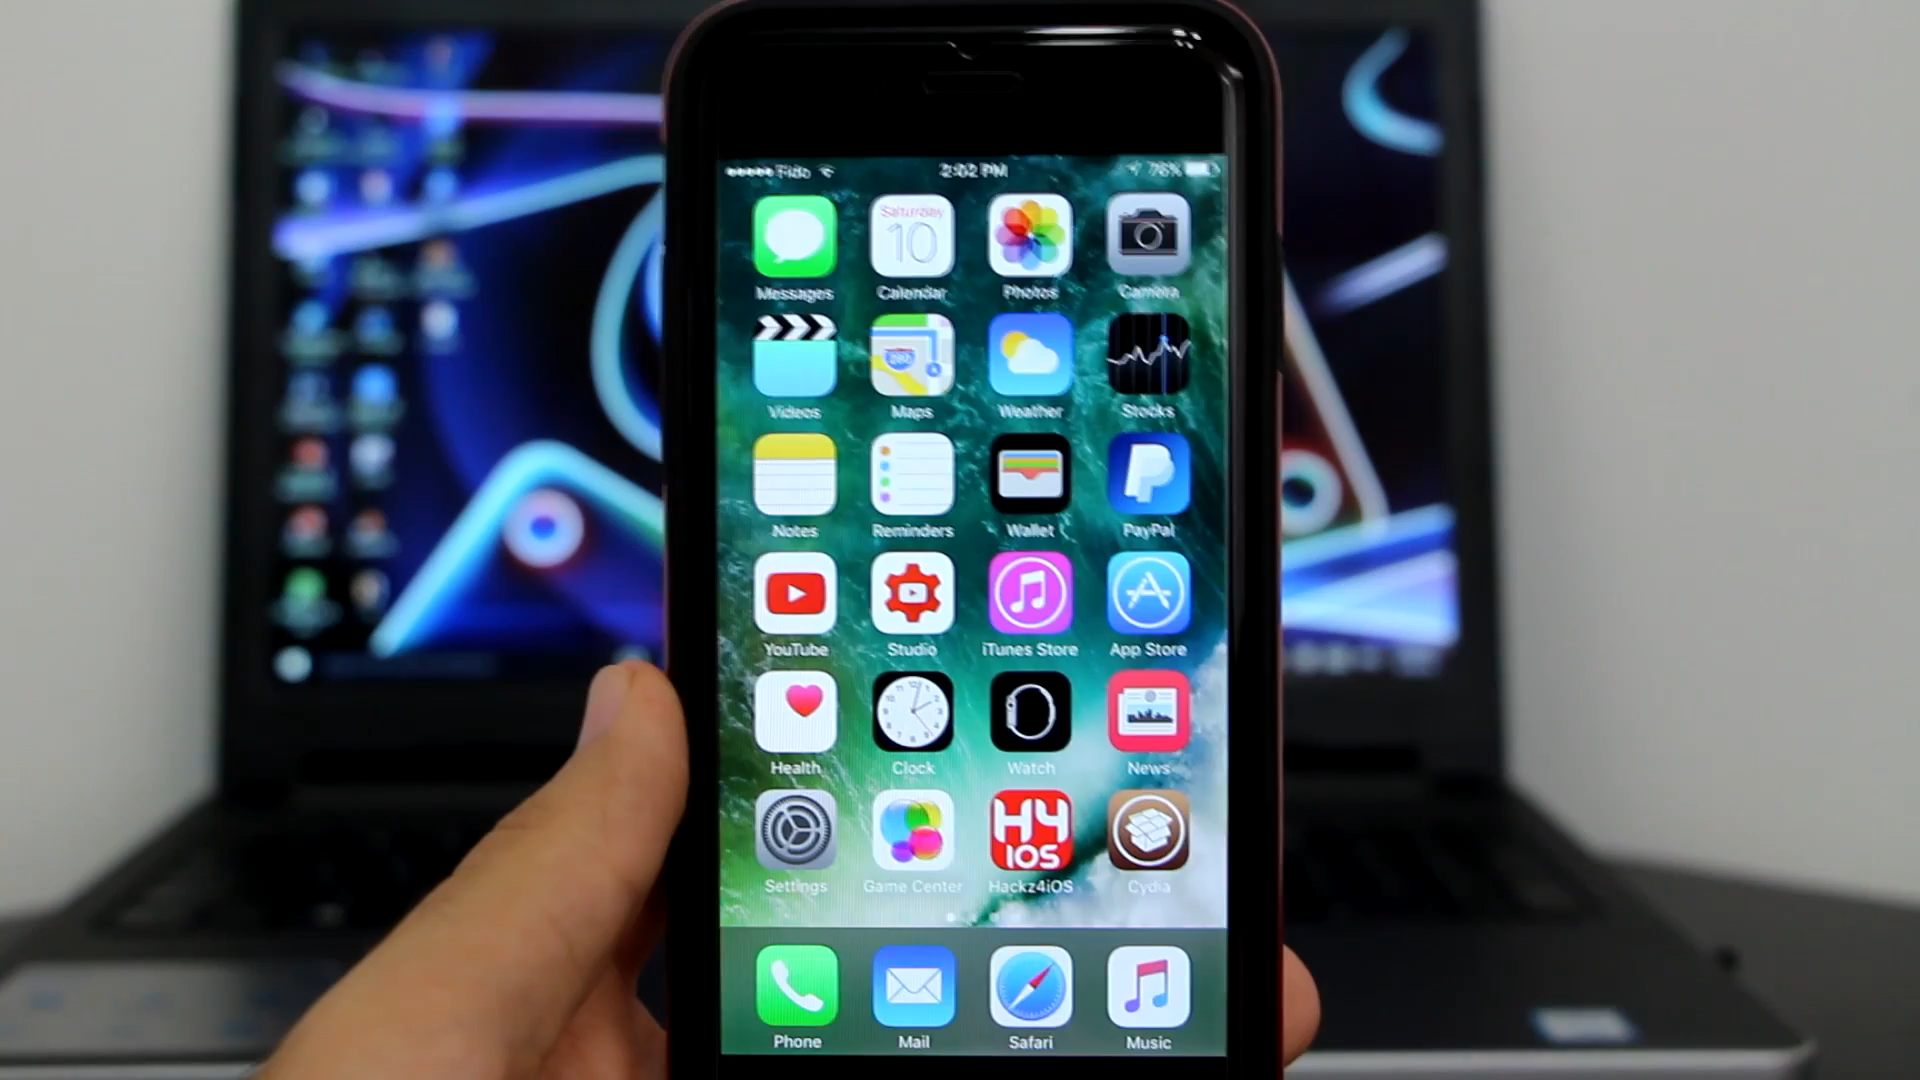 Fido 2:02 PM 76%
Saturday
10
Messages Calendar Photos Camera
280
Videos Maps Weather Stocks
Notes Reminders Wallet PayPal
YouTube Studio iTunes Store App Store
Health Clock Watch News
H4
iOS
Settings Game Center Hackz4iOS Cydia
Phone Mail Safari Music